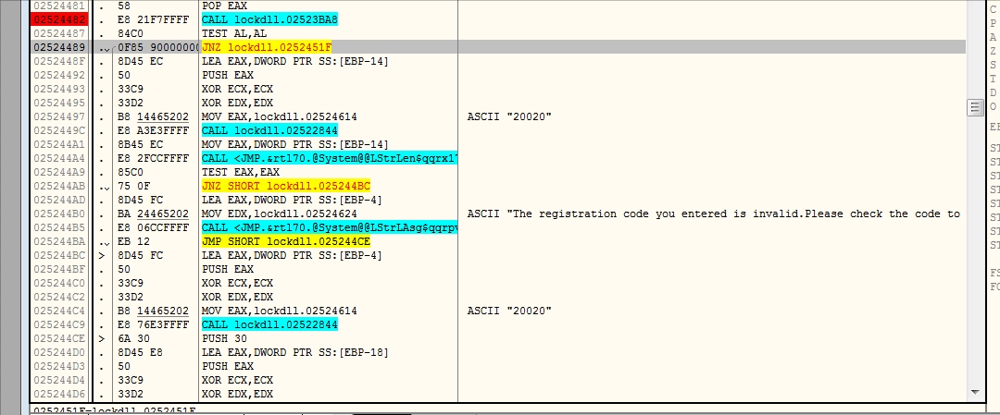 02524481 . 58 POP EAX C
02524482 . E8 21F7FFFF CALL lockdll.02523BA8 P
02524487 . 84C0 TEST AL,AL A
02524489 . 0F85 90000000 JNZ lockdll.0252451F Z
0252448F . 8D45 EC LEA EAX,DWORD PTR SS:[EBP-14] S
02524492 . 50 PUSH EAX T
02524493 . 33C9 XOR ECX,ECX D
02524495 . 33D2 XOR EDX,EDX O
02524497 . B8 14465202 MOV EAX,lockdll.02524614 ASCII "20020"
0252449C . E8 A3E3FFFF CALL lockdll.02522844
025244A1 . 8B45 EC MOV EAX,DWORD PTR SS:[EBP-14]
025244A4 . E8 2FCCFFFF CALL <JMP.&rtl70.@System@@LStrLen$qqrx17
025244A9 . 85C0 TEST EAX,EAX
025244AB . 75 0F JNZ SHORT lockdll.025244BC
025244AD . 8D45 FC LEA EAX,DWORD PTR SS:[EBP-4]
025244B0 . BA 24465202 MOV EDX,lockdll.02524624 ASCII "The registration code you entered is invalid.Please check the code to
025244B5 . E8 06CCFFFF CALL <JMP.&rtl70.@System@@LStrLAsg$qqrpv
025244BA . EB 12 JMP SHORT lockdll.025244CE
025244BC > 8D45 FC LEA EAX,DWORD PTR SS:[EBP-4]
025244BF . 50 PUSH EAX
025244C0 . 33C9 XOR ECX,ECX
025244C2 . 33D2 XOR EDX,EDX
025244C4 . B8 14465202 MOV EAX,lockdll.02524614 ASCII "20020"
025244C9 . E8 76E3FFFF CALL lockdll.02522844
025244CE > 6A 30 PUSH 30
025244D0 . 8D45 E8 LEA EAX,DWORD PTR SS:[EBP-18]
025244D3 . 50 PUSH EAX
025244D4 . 33C9 XOR ECX,ECX
025244D6 . 33D2 XOR EDX,EDX
0252451F=lockdll.0252451F